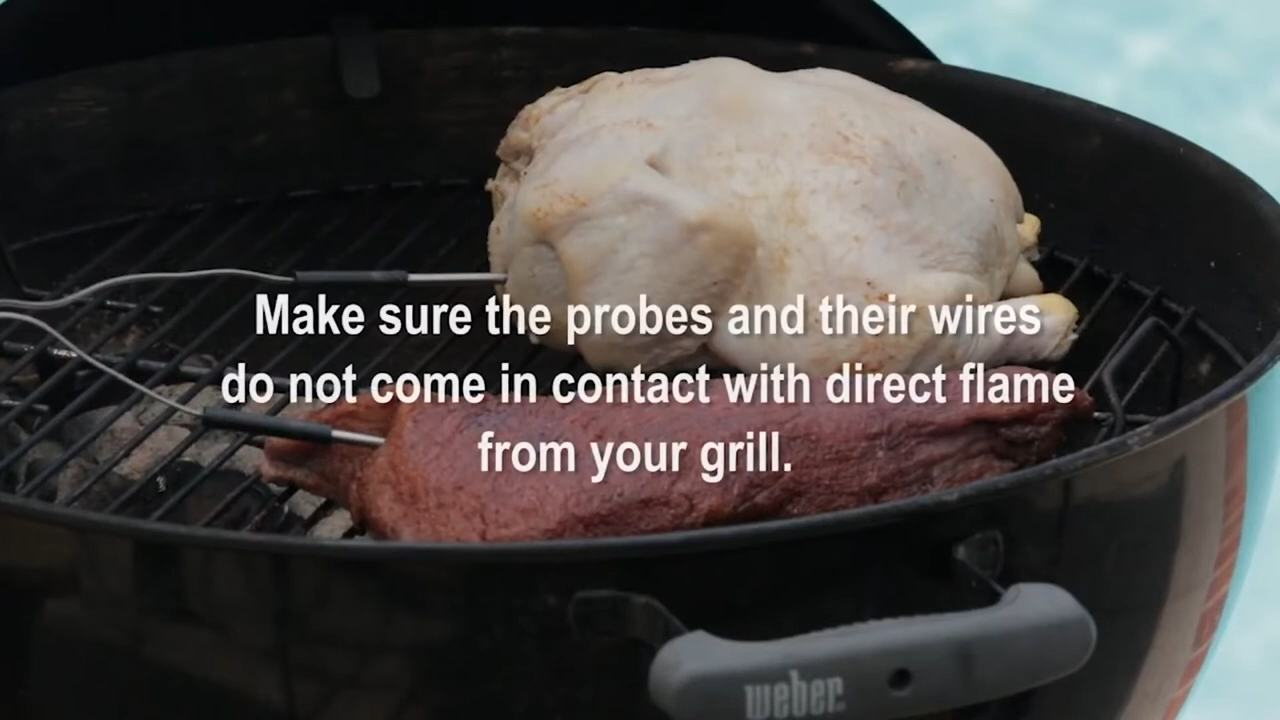 Make sure the probes and their wires
do not come in contact with direct flame
from your grill.
weber